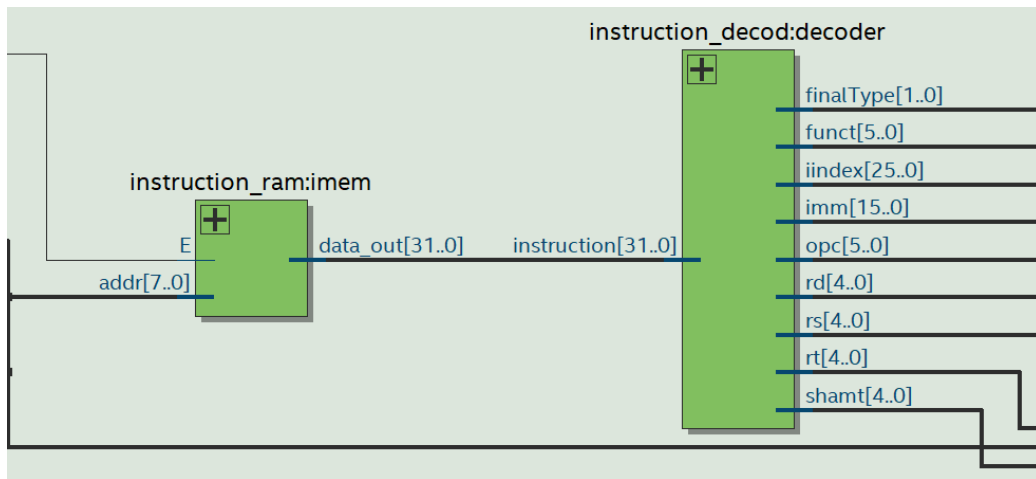 instruction_decod:decoder
finalType[1..0]
funct[5..0]
iindex[25..0]
instruction_ram:imem
imm[15..0]
E
data_out[31..0]
instruction[31..0]
opc[5..0]
addr[7..0]
rd[4..0]
rs[4..0]
rt[4..0]
shamt[4..0]